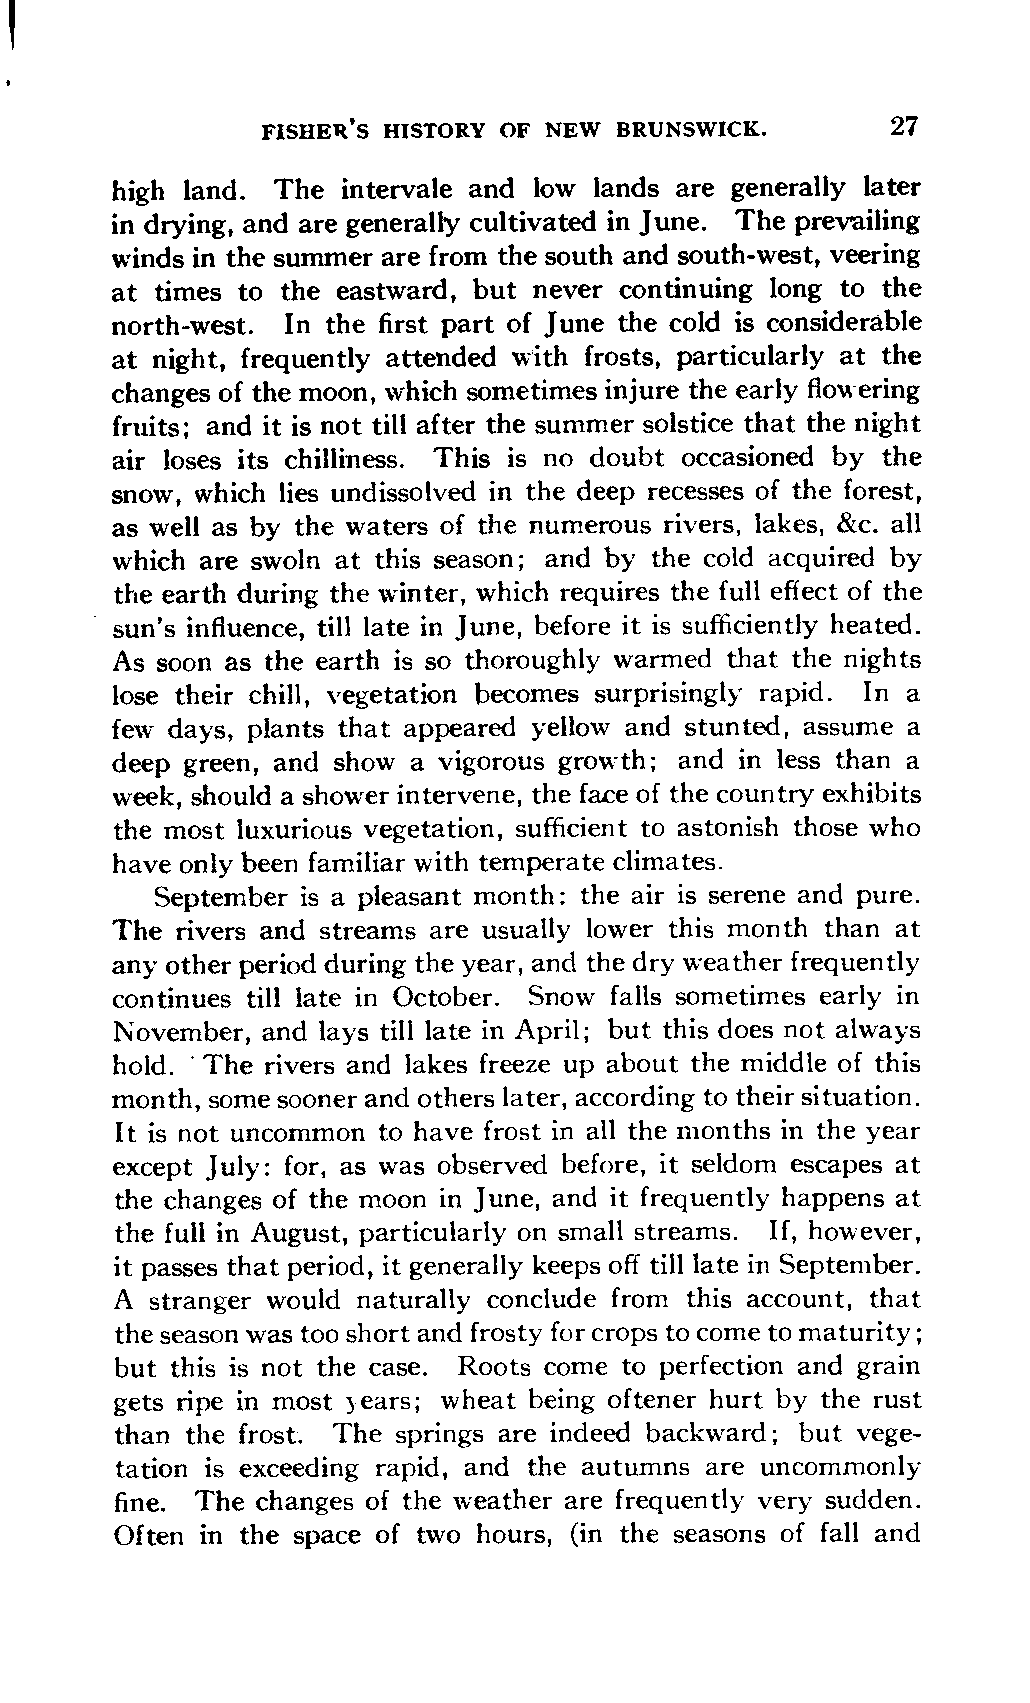 FISHER'S HISTORY OF NEW BRUNSWICK. 27
high land. The intervale and low lands are generally later
in drying, and are generally cultivated in June. The prevailing
winds in the summer are from the south and south-west, veering
at times to the eastward, but never continuing long to the
north-west. In the first part of June the cold is considerable
at night, frequently attended with frosts, particularly at the
changes of the moon, which sometimes injure the early flowering
fruits; and it is not till after the summer solstice that the night
air loses its chilliness. This is no doubt occasioned by the
snow, which lies undissolved in the deep recesses of the forest,
as well as by the waters of the numerous rivers, lakes, &c. all
which are swoln at this season; and by the cold acquired by
the earth during the winter, which requires the full effect of the
sun's influence, till late in June, before it is sufficiently heated.
As soon as the earth is so thoroughly warmed that the nights
lose their chill, vegetation becomes surprisingly rapid. In a
few days, plants that appeared yellow and stunted, assume a
deep green, and show a vigorous growth; and in less than a
week, should a shower intervene, the face of the country exhibits
the most luxurious vegetation, sufficient to astonish those who
have only been familiar with temperate climates.
September is a pleasant month: the air is serene and pure.
The rivers and streams are usually lower this month than at
any other period during the year, and the dry weather frequently
continues till late in October. Snow falls sometimes early in
November, and lays till late in April; but this does not always
hold. The rivers and lakes freeze up about the middle of this
month, some sooner and others later, according to their situation.
It is not uncommon to have frost in all the months in the year
except July: for, as was observed before, it seldom escapes at
the changes of the moon in June, and it frequently happens at
the full in August, particularly on small streams. If, however,
it passes that period, it generally keeps off till late in September.
A stranger would naturally conclude from this account, that
the season was too short and frosty for crops to come to maturity;
but this is not the case. Roots come to perfection and grain
gets ripe in most years; wheat being oftener hurt by the rust
than the frost. The springs are indeed backward; but vege-
tation is exceeding rapid, and the autumns are uncommonly
fine. The changes of the weather are frequently very sudden.
Often in the space of two hours, (in the seasons of fall and